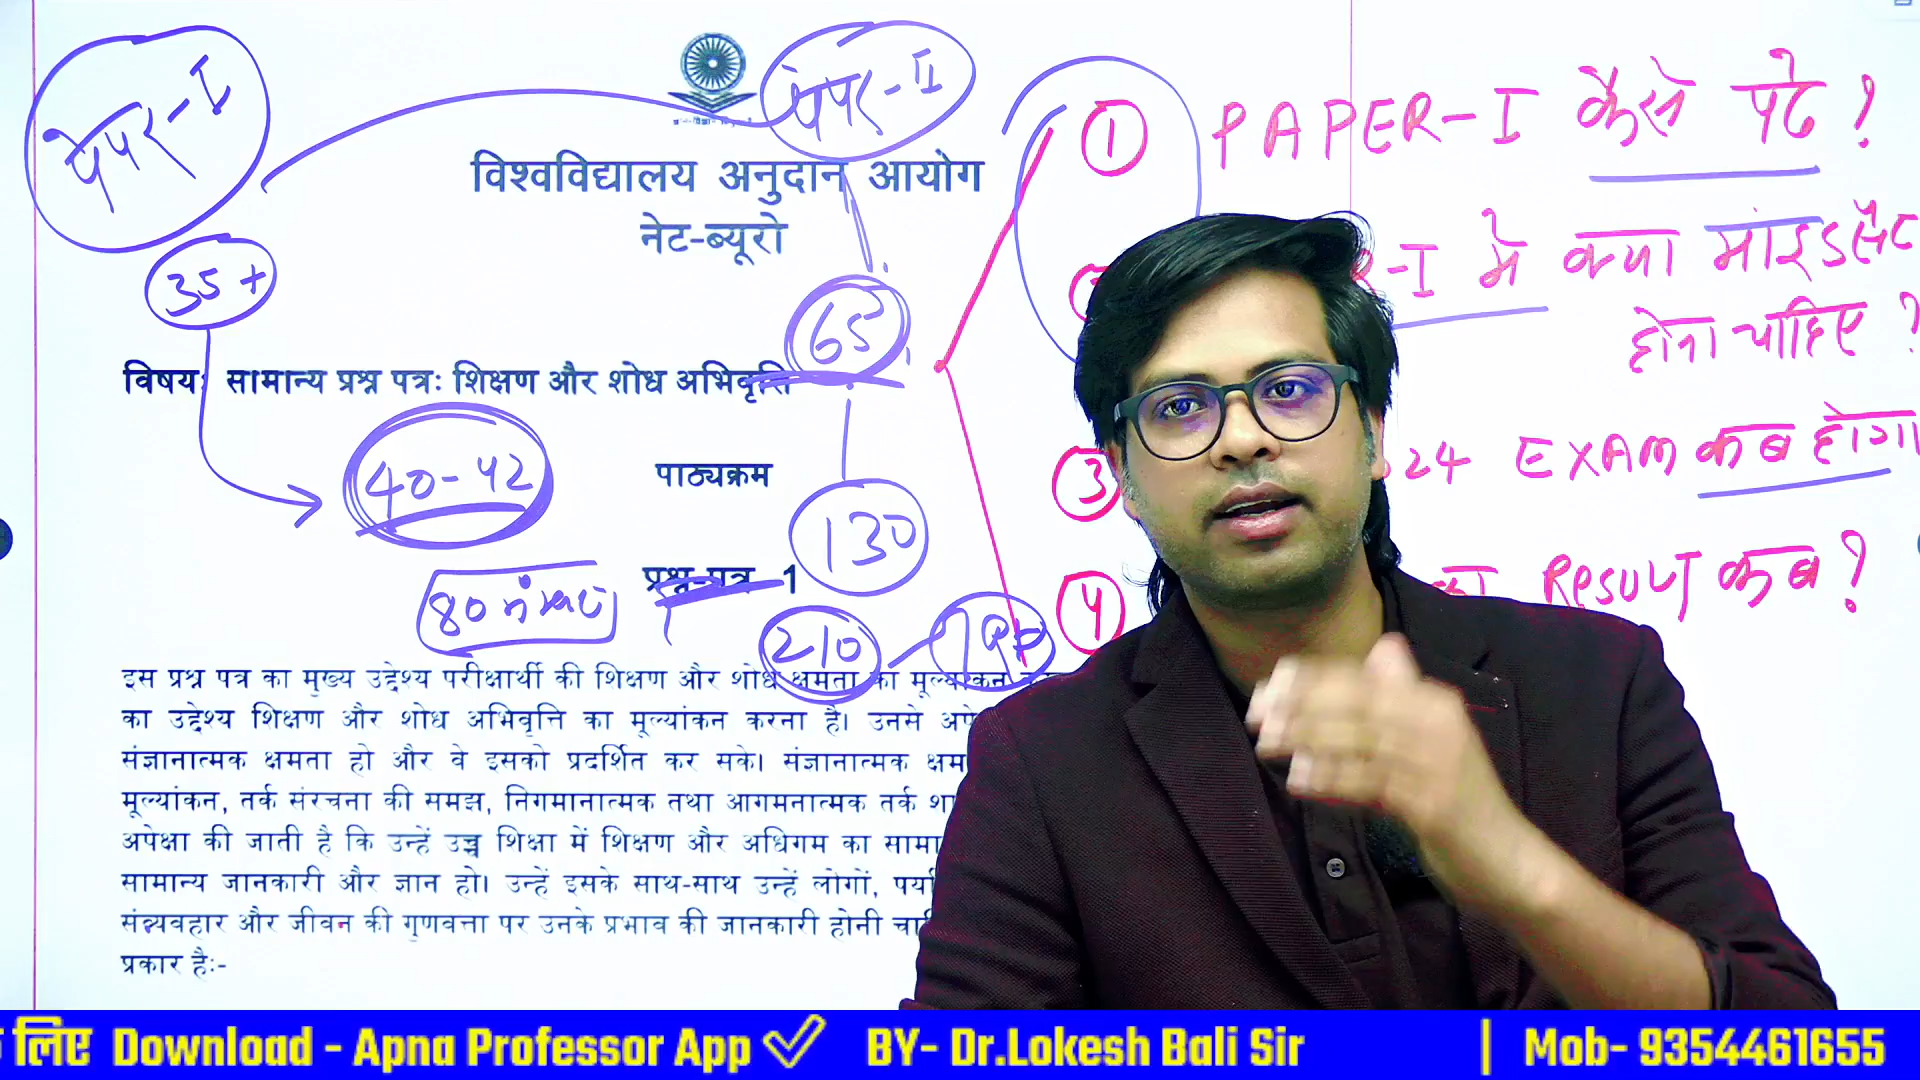 पेपर-I
पेपर-II
विश्वविद्यालय अनुदान आयोग
नेट-ब्यूरो
35+
65
विषय: सामान्य प्रश्न पत्र: शिक्षण और शोध अभिवृत्ति
40-42
पाठ्यक्रम
130
प्रश्न-पत्र 1
80
210
इस प्रश्न पत्र का मुख्य उद्देश्य परीक्षार्थी की शिक्षण और शोध क्षमता का मूल्यांकन
का उद्देश्य शिक्षण और शोध अभिवृत्ति का मूल्यांकन करना है। उनसे
संज्ञानात्मक क्षमता हो और वे इसको प्रदर्शित कर सके। संज्ञानात्मक
मूल्यांकन, तर्क संरचना की समझ, निगमानात्मक तथा आगमनात्मक तर्क
अपेक्षा की जाती है कि उन्हें उच्च शिक्षा में शिक्षण और अधिगम का
सामान्य जानकारी और ज्ञान हो। उन्हें इसके साथ-साथ उन्हें लोगों,
संव्यवहार और जीवन की गुणवत्ता पर उनके प्रभाव की जानकारी होनी
प्रकार है:-
1 PAPER-I कैसे पढे ?
R-I में क्या माइंडसैट
होना चाहिए ?
3 24 EXAM कब होगा
4 का RESULT कब ?
लिए Download - Apna Professor App ✓ BY- Dr.Lokesh Bali Sir | Mob- 9354461655